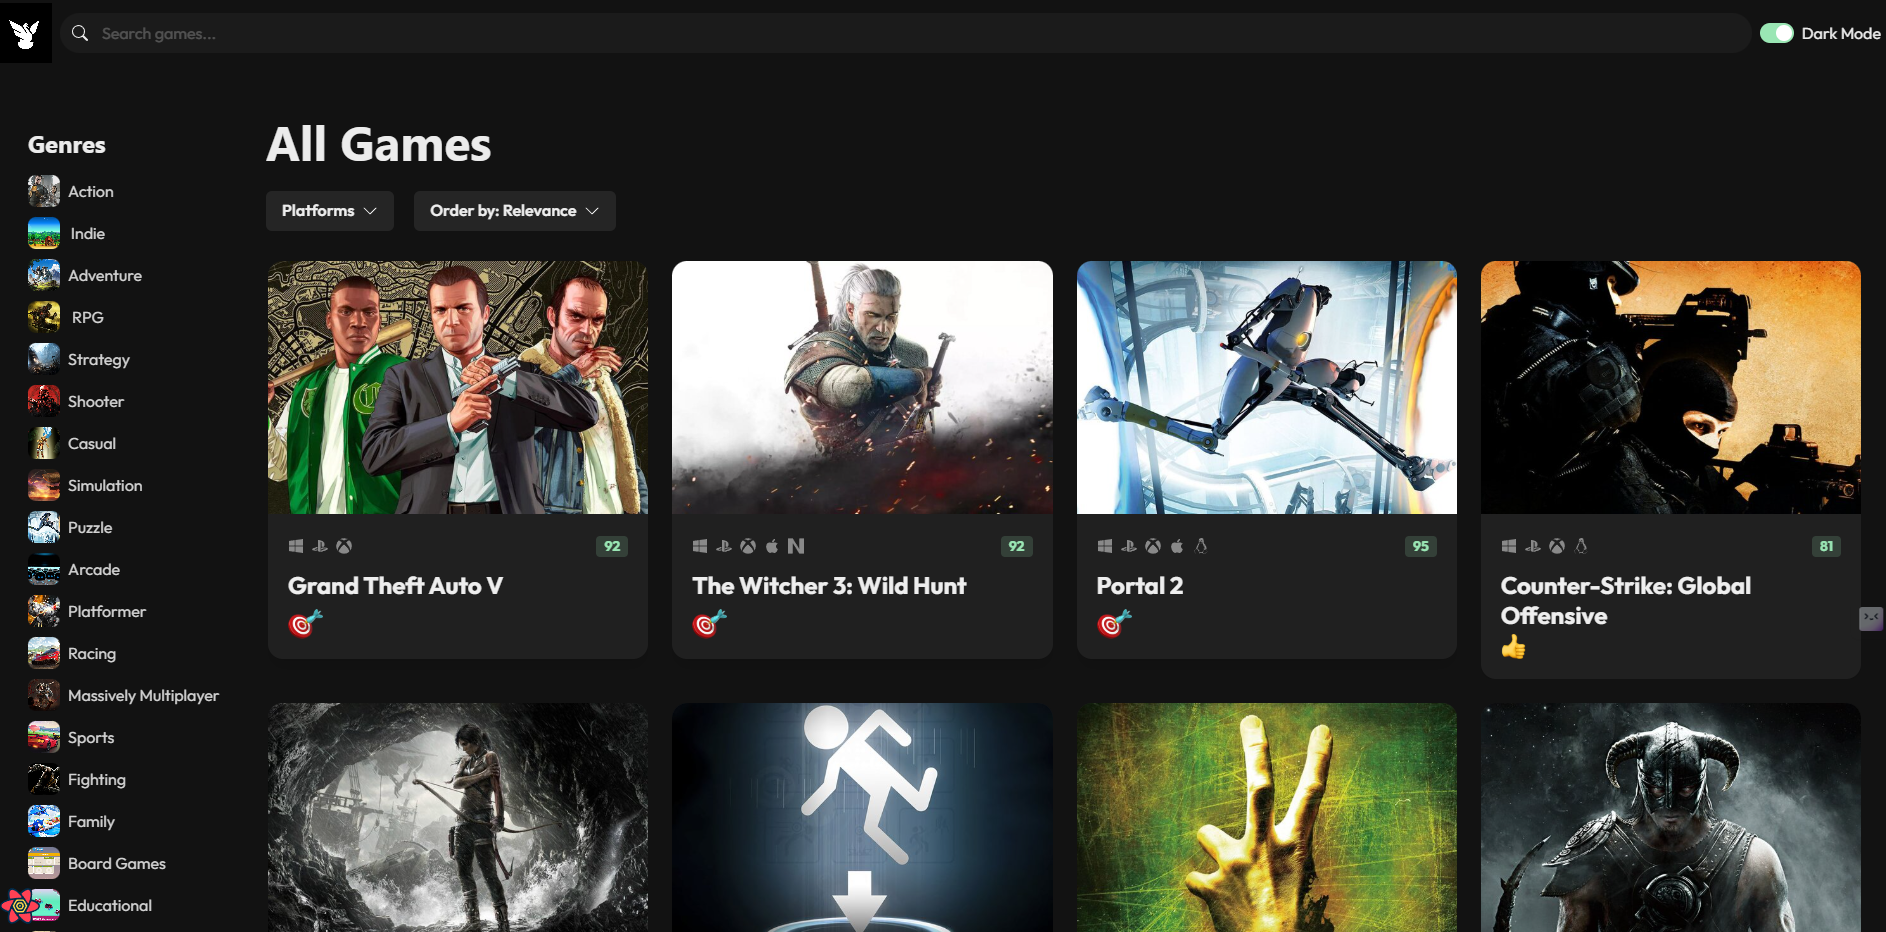 Search games...
Dark Mode
Genres
Action
Indie
Adventure
RPG
Strategy
Shooter
Casual
Simulation
Puzzle
Arcade
Platformer
Racing
Massively Multiplayer
Sports
Fighting
Family
Board Games
Educational
All Games
Platforms
Order by: Relevance
92
Grand Theft Auto V
92
The Witcher 3: Wild Hunt
95
Portal 2
81
Counter-Strike: Global
Offensive